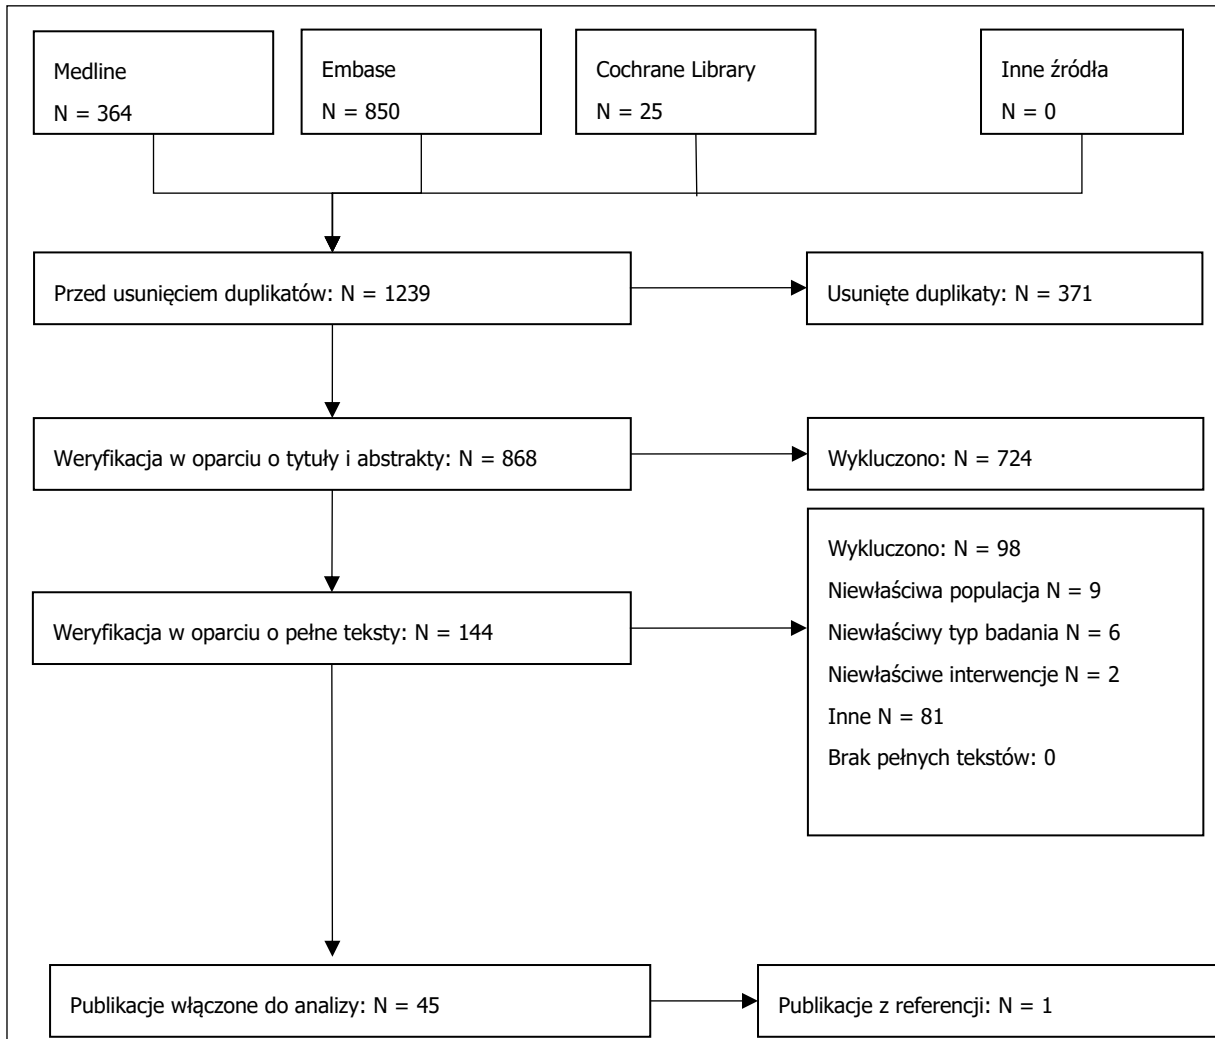 Medline
N = 364
Embase
N = 850
Cochrane Library
N = 25
Inne źródła
N = 0
Przed usunięciem duplikatów: N = 1239
Usunięte duplikaty: N = 371
Weryfikacja w oparciu o tytuły i abstrakty: N = 868
Wykluczono: N = 724
Weryfikacja w oparciu o pełne teksty: N = 144
Wykluczono: N = 98
Niewłaściwa populacja N = 9
Niewłaściwy typ badania N = 6
Niewłaściwe interwencje N = 2
Inne N = 81
Brak pełnych tekstów: 0
Publikacje włączone do analizy: N = 45
Publikacje z referencji: N = 1